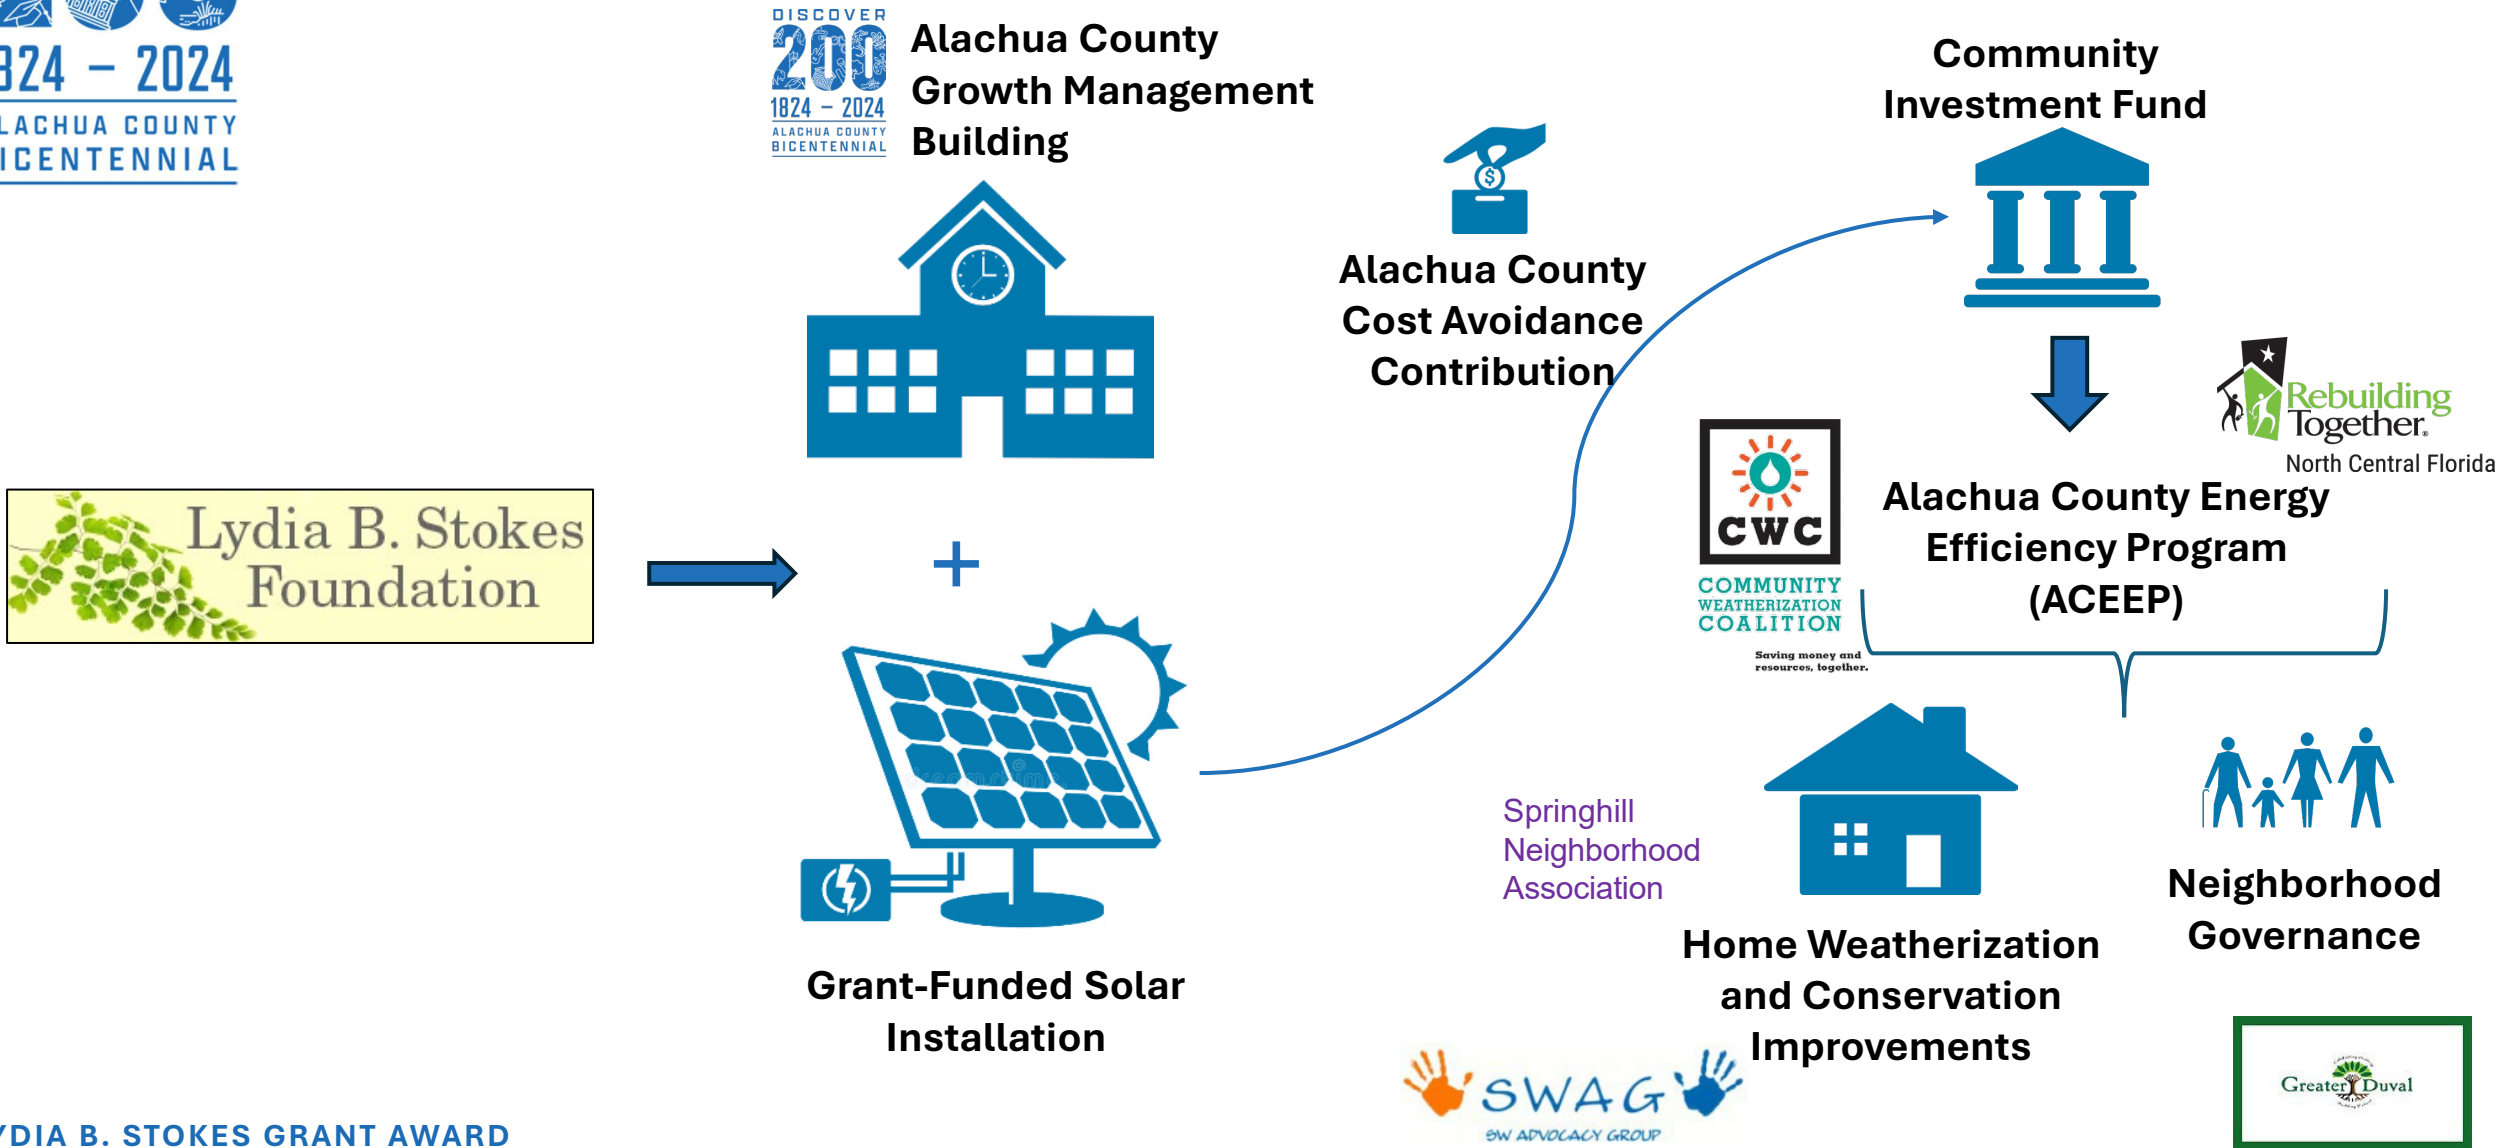 824 – 2024
LACHUA COUNTY
ICENTENNIAL
DISCOVER
200
1824 – 2024
ALACHUA COUNTY
BICENTENNIAL
Alachua County
Growth Management
Building
$
Alachua County
Cost Avoidance
Contribution
Community
Investment Fund
Rebuilding
Together®
North Central Florida
CWC
COMMUNITY
WEATHERIZATION
COALITION
Saving money and
resources, together.
Alachua County Energy
Efficiency Program
(ACEEP)
Lydia B. Stokes
Foundation
+
Grant-Funded Solar
Installation
Springhill
Neighborhood
Association
Home Weatherization
and Conservation
Improvements
Neighborhood
Governance
SWAG
SW ADVOCACY GROUP
Greater Duval
YDIA B. STOKES GRANT AWARD